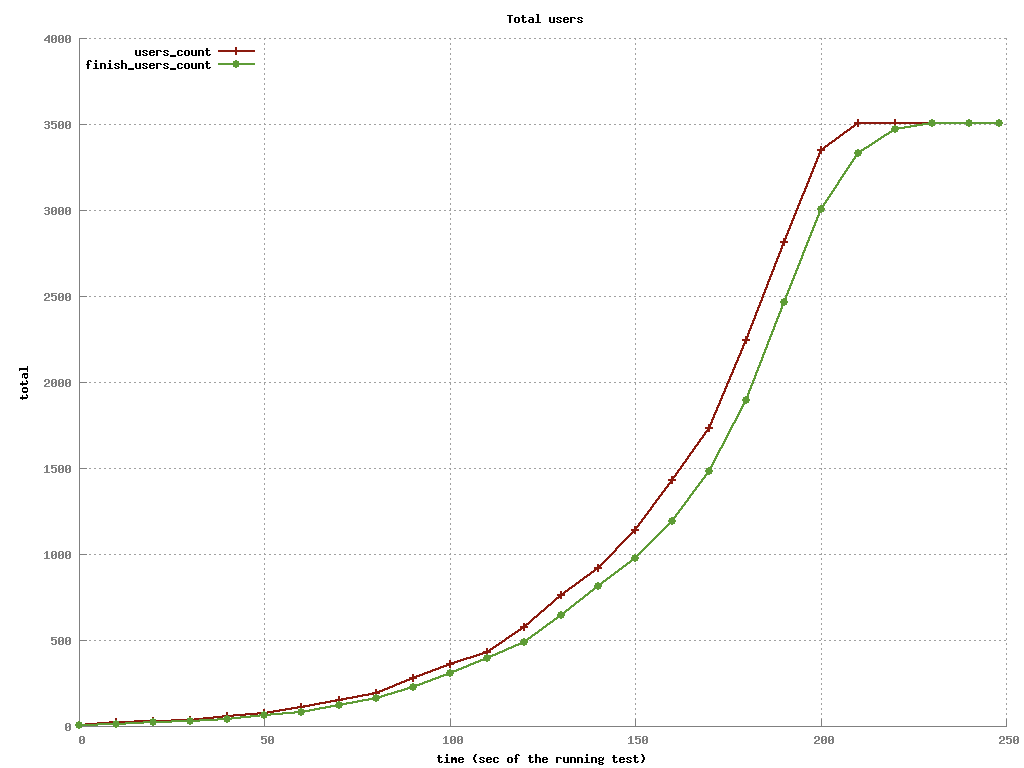 Total users
users_count
finish_users_count
4000
3500
3000
2500
2000
1500
1000
500
0
total
0 50 100 150 200 250
time (sec of the running test)